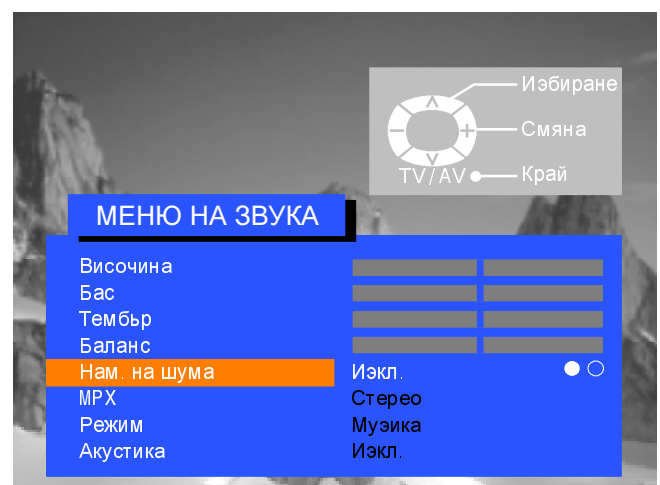 Иэбиране
Смяна
TV/AV Край
МЕНЮ НА ЗВУКА
Височина
Бас
Тембър
Баланс
Нам. на шума Иэкл.
MPX Стерео
Режим Муэика
Акустика Иэкл.